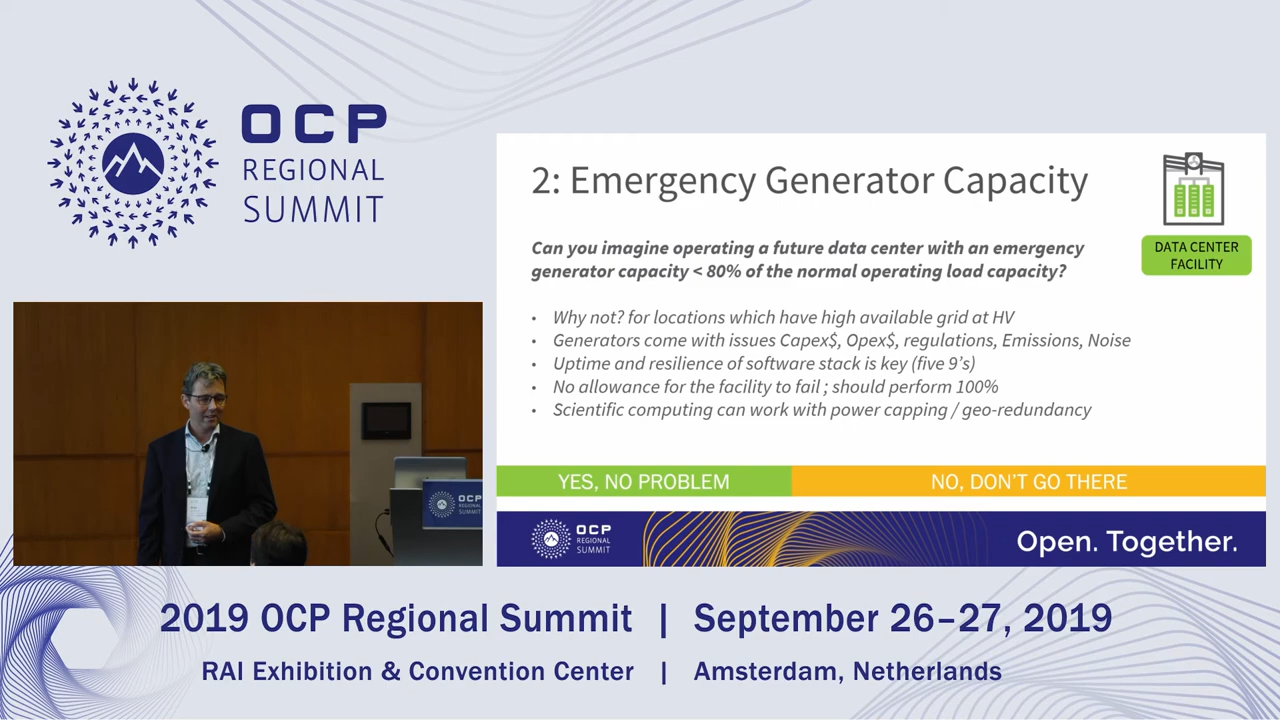 OCP
REGIONAL
SUMMIT
2: Emergency Generator Capacity
DATA CENTER
FACILITY
Can you imagine operating a future data center with an emergency
generator capacity < 80% of the normal operating load capacity?
• Why not? for locations which have high available grid at HV
• Generators come with issues Capex$, Opex$, regulations, Emissions, Noise
• Uptime and resilience of software stack is key (five 9’s)
• No allowance for the facility to fail ; should perform 100%
• Scientific computing can work with power capping / geo-redundancy
YES, NO PROBLEM
NO, DON’T GO THERE
OCP
REGIONAL
SUMMIT
Open. Together.
OCP
REGIONAL
SUMMIT
2019 OCP Regional Summit | September 26–27, 2019
RAI Exhibition & Convention Center | Amsterdam, Netherlands